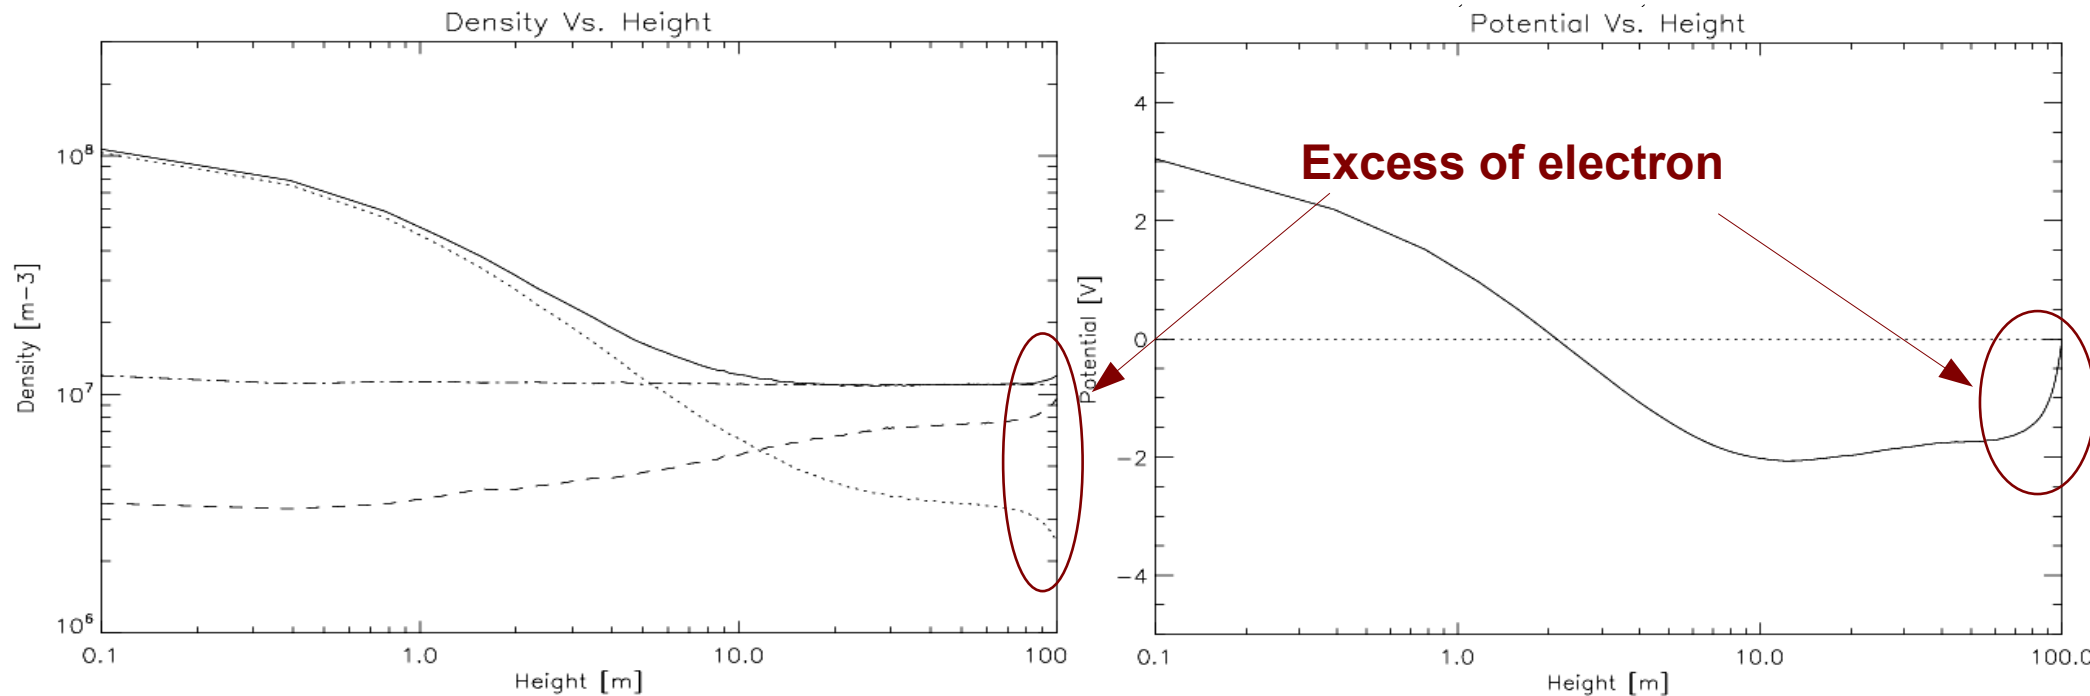 Density Vs. Height
10^8
10^7
10^6
Density [m-3]
0.1
1.0
10.0
100
Height [m]
Potential Vs. Height
Excess of electron
4
2
0
-2
-4
Potential [V]
0.1
1.0
10.0
100.0
Height [m]